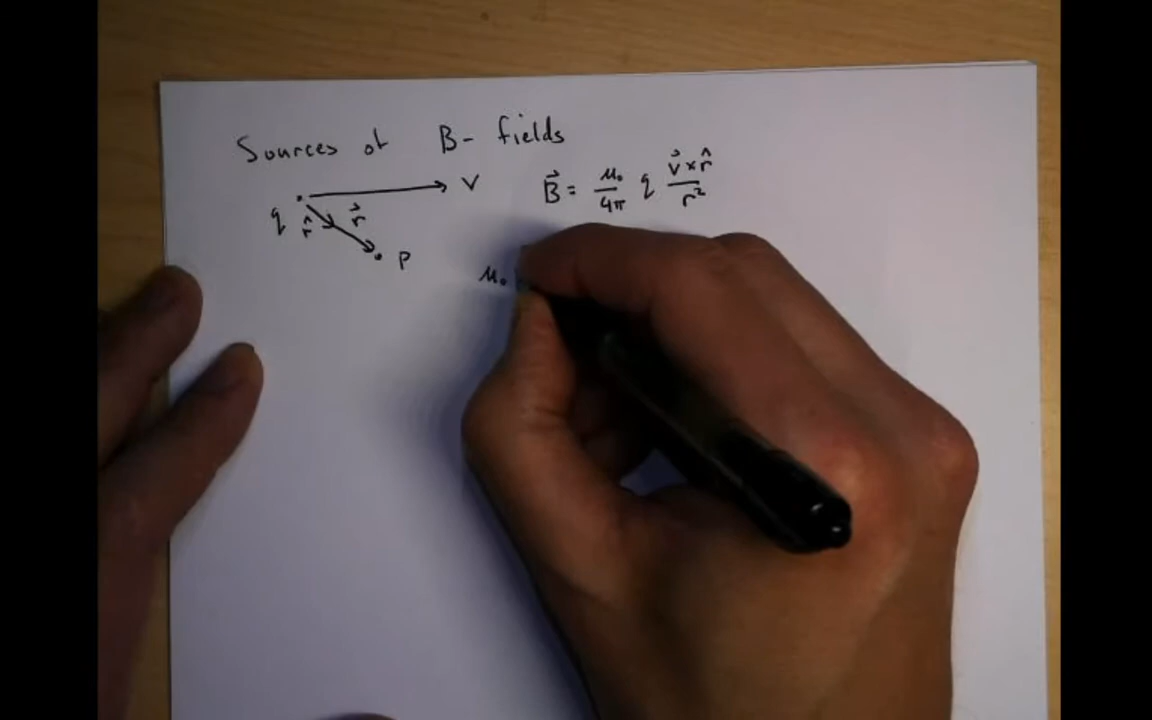 Sources of B- fields
q r̂ r⃗ v P
B⃗ = μ₀/4π q v⃗ × r̂/r²
μ₀